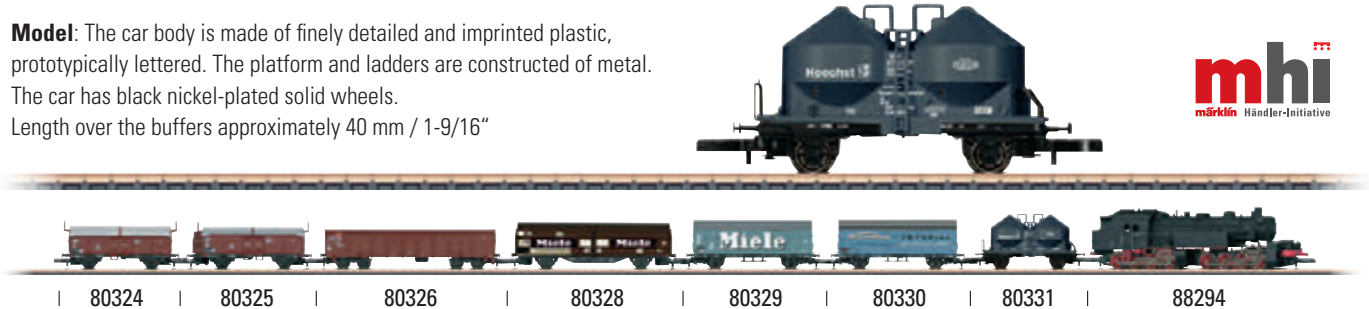 Model: The car body is made of finely detailed and imprinted plastic,
prototypically lettered. The platform and ladders are constructed of metal.
The car has black nickel-plated solid wheels.
Length over the buffers approximately 40 mm / 1-9/16“
Hoechst
mhi
märklin Händler-Initiative
Miele Miele
Miele
IMPERIAL
80324 80325 80326 80328 80329 80330 80331 88294